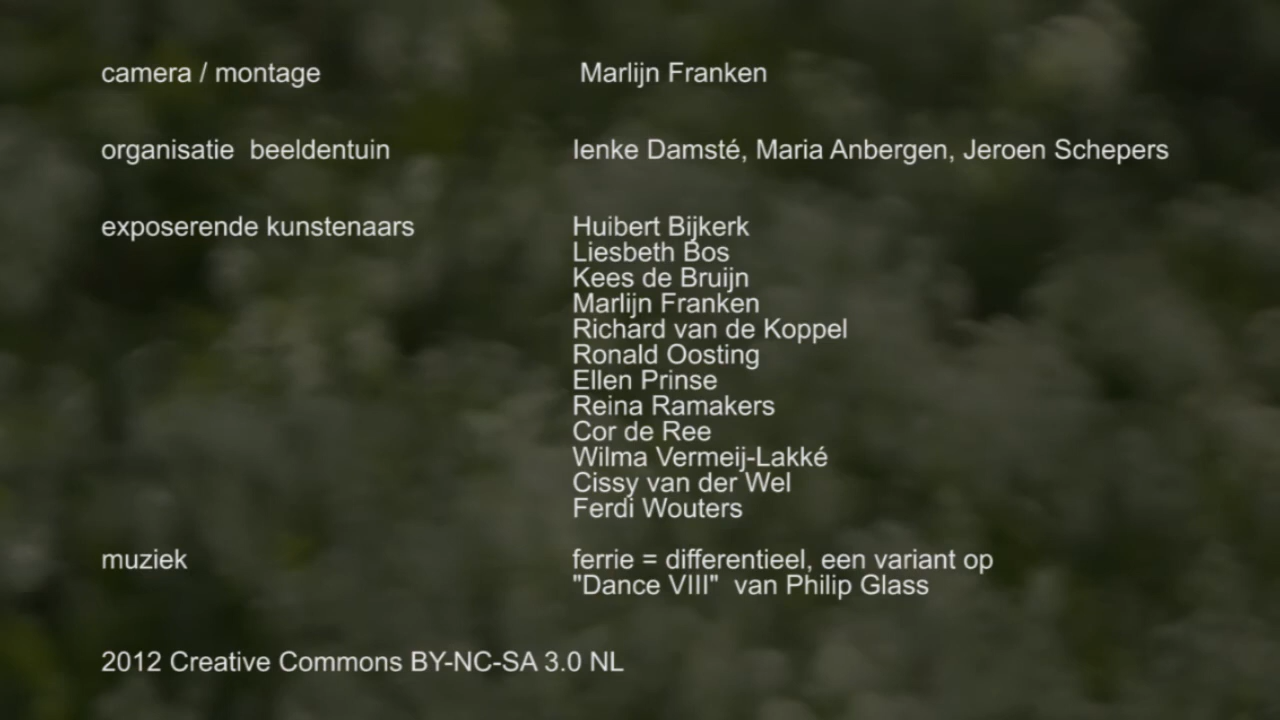 camera / montage Marlijn Franken
organisatie beeldentuin Ienke Damsté, Maria Anbergen, Jeroen Schepers
exposerende kunstenaars Huibert Bijkerk
Liesbeth Bos
Kees de Bruijn
Marlijn Franken
Richard van de Koppel
Ronald Oosting
Ellen Prinse
Reina Ramakers
Cor de Ree
Wilma Vermeij-Lakké
Cissy van der Wel
Ferdi Wouters
muziek ferrie = differentieel, een variant op
"Dance VIII" van Philip Glass
2012 Creative Commons BY-NC-SA 3.0 NL